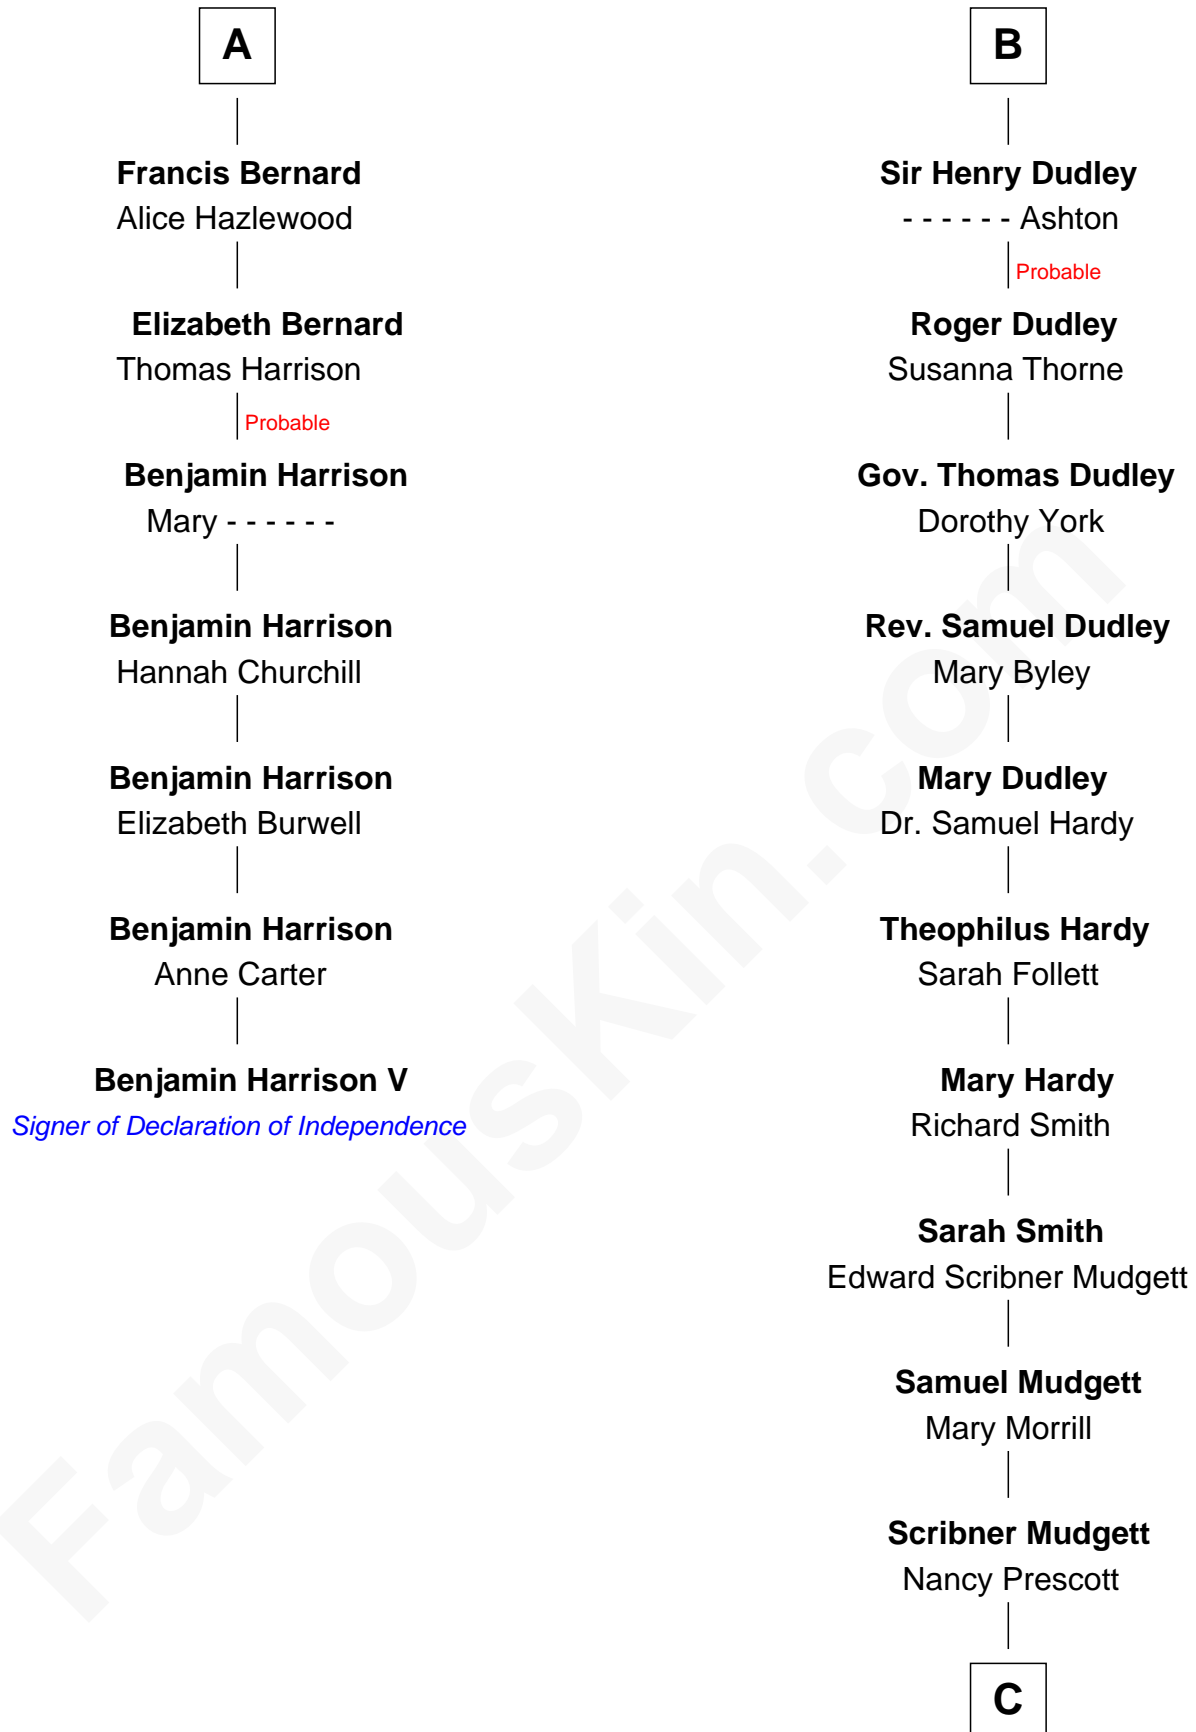 A
Francis Bernard
Alice Hazlewood
Elizabeth Bernard
Thomas Harrison
Probable
Benjamin Harrison
Mary - - - - - -
Benjamin Harrison
Hannah Churchill
Benjamin Harrison
Elizabeth Burwell
Benjamin Harrison
Anne Carter
Benjamin Harrison V
Signer of Declaration of Independence
B
Sir Henry Dudley
- - - - - - Ashton
Probable
Roger Dudley
Susanna Thorne
Gov. Thomas Dudley
Dorothy York
Rev. Samuel Dudley
Mary Byley
Mary Dudley
Dr. Samuel Hardy
Theophilus Hardy
Sarah Follett
Mary Hardy
Richard Smith
Sarah Smith
Edward Scribner Mudgett
Samuel Mudgett
Mary Morrill
Scribner Mudgett
Nancy Prescott
C
FamousKin.com